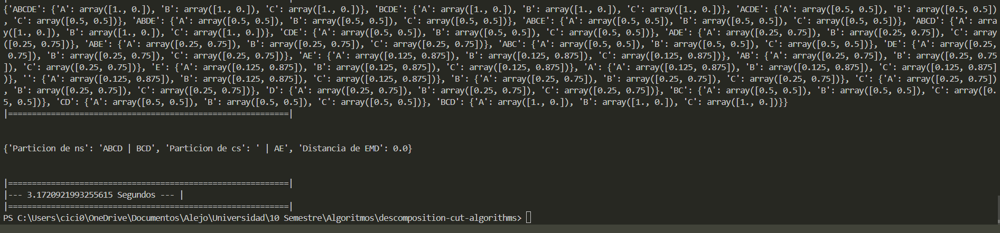 {'ABCDE': {'A': array([1., 0.]), 'B': array([1., 0.]), 'C': array([1., 0.])}, 'BCDE': {'A': array([1., 0.]), 'B': array([1., 0.]), 'C': array([1., 0.])}, 'ACDE': {'A': array([0.5, 0.5]), 'B': array([0.5, 0.5])
, 'C': array([0.5, 0.5])}, 'ABDE': {'A': array([0.5, 0.5]), 'B': array([0.5, 0.5]), 'C': array([0.5, 0.5])}, 'ABCE': {'A': array([0.5, 0.5]), 'B': array([0.5, 0.5]), 'C': array([0.5, 0.5])}, 'ABCD': {'A': arra
y([1., 0.]), 'B': array([1., 0.]), 'C': array([1., 0.])}, 'CDE': {'A': array([0.5, 0.5]), 'B': array([0.5, 0.5]), 'C': array([0.5, 0.5])}, 'ADE': {'A': array([0.25, 0.75]), 'B': array([0.25, 0.75]), 'C': array
([0.25, 0.75])}, 'ABE': {'A': array([0.25, 0.75]), 'B': array([0.25, 0.75]), 'C': array([0.25, 0.75])}, 'ABC': {'A': array([0.5, 0.5]), 'B': array([0.5, 0.5]), 'C': array([0.5, 0.5])}, 'DE': {'A': array([0.25,
 0.75]), 'B': array([0.25, 0.75]), 'C': array([0.25, 0.75])}, 'AE': {'A': array([0.125, 0.875]), 'B': array([0.125, 0.875]), 'C': array([0.125, 0.875])}, 'AB': {'A': array([0.25, 0.75]), 'B': array([0.25, 0.75
]), 'C': array([0.25, 0.75])}, 'E': {'A': array([0.125, 0.875]), 'B': array([0.125, 0.875]), 'C': array([0.125, 0.875])}, 'A': {'A': array([0.125, 0.875]), 'B': array([0.125, 0.875]), 'C': array([0.125, 0.875]
)}, '': {'A': array([0.125, 0.875]), 'B': array([0.125, 0.875]), 'C': array([0.125, 0.875])}, 'B': {'A': array([0.25, 0.75]), 'B': array([0.25, 0.75]), 'C': array([0.25, 0.75])}, 'C': {'A': array([0.25, 0.75])
, 'B': array([0.25, 0.75]), 'C': array([0.25, 0.75])}, 'D': {'A': array([0.25, 0.75]), 'B': array([0.25, 0.75]), 'C': array([0.25, 0.75])}, 'BC': {'A': array([0.5, 0.5]), 'B': array([0.5, 0.5]), 'C': array([0.
5, 0.5])}, 'CD': {'A': array([0.5, 0.5]), 'B': array([0.5, 0.5]), 'C': array([0.5, 0.5])}, 'BCD': {'A': array([1., 0.]), 'B': array([1., 0.]), 'C': array([1., 0.])}}
|===========================================================|
{'Particion de ns': 'ABCD | BCD', 'Particion de cs': ' | AE', 'Distancia de EMD': 0.0}
|===========================================================|
|--- 3.1720921993255615 Segundos --- |
|===========================================================|
PS C:\Users\cici0\OneDrive\Documentos\Alejo\Universidad\10 Semestre\Algoritmos\descomposition-cut-algorithms>